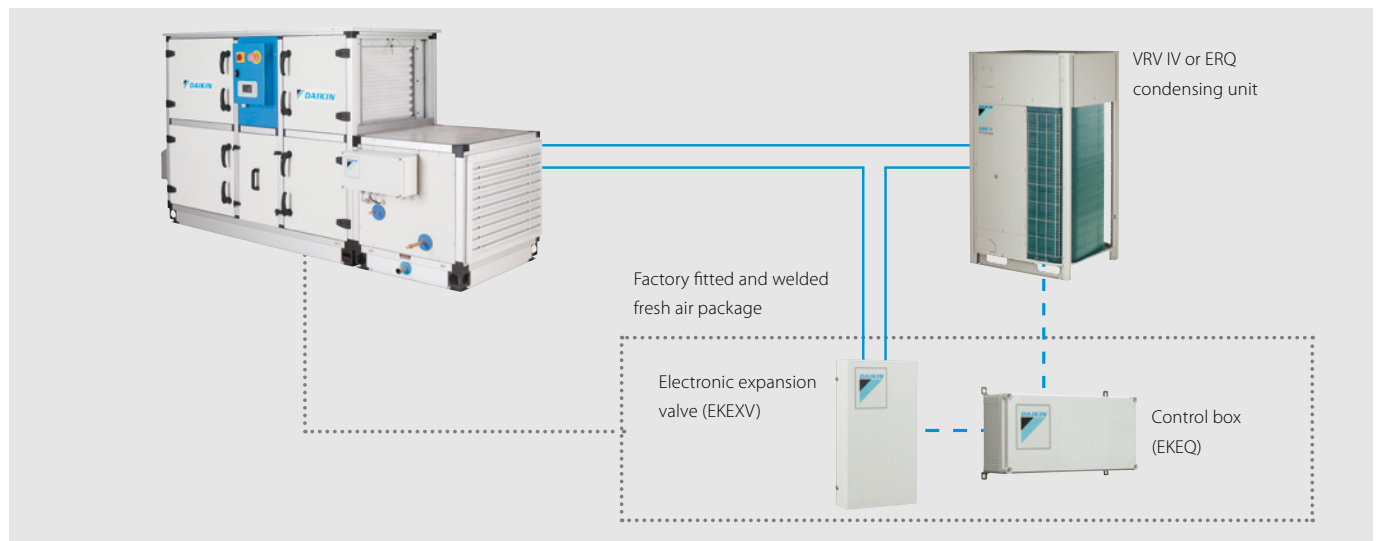 DAIKIN
DAIKIN
VRV IV or ERQ
condensing unit
Factory fitted and welded
fresh air package
Electronic expansion
valve (EKEXV)
DAIKIN
DAIKIN
Control box
(EKEQ)